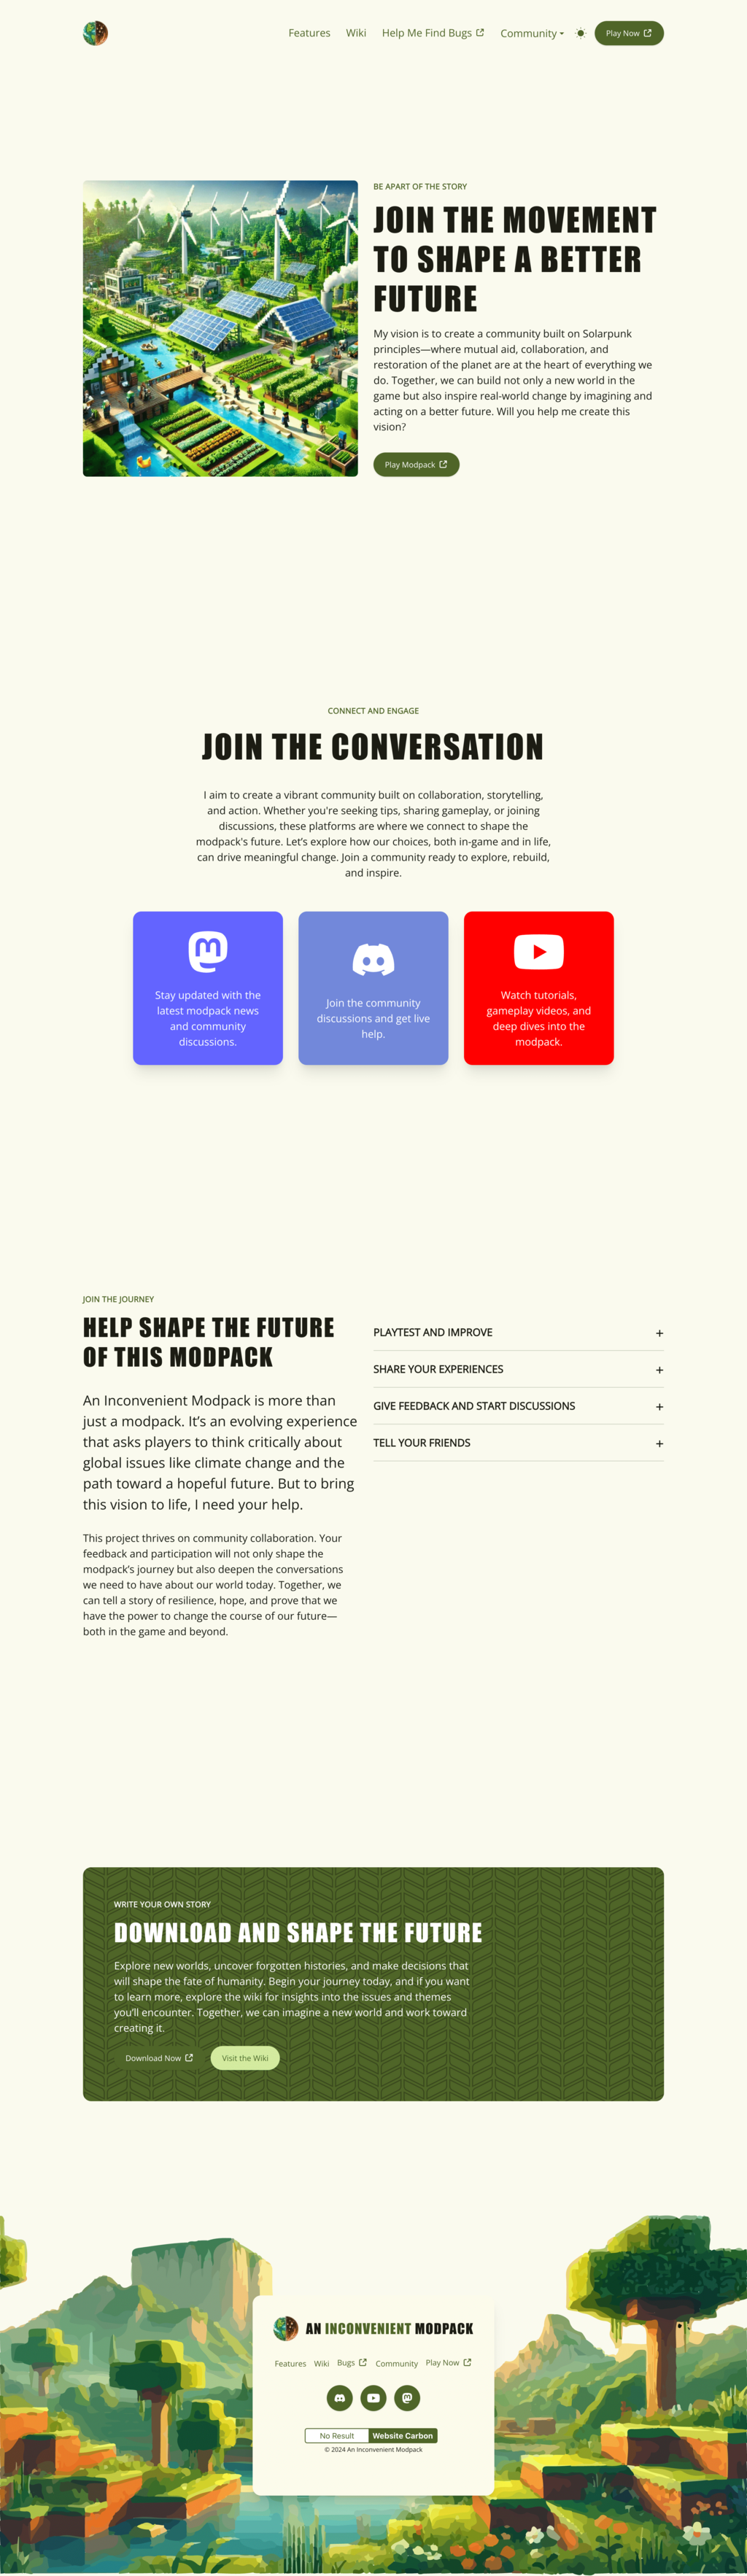 Features Wiki Help Me Find Bugs Community Play Now
BE APART OF THE STORY
JOIN THE MOVEMENT
TO SHAPE A BETTER
FUTURE
My vision is to create a community built on Solarpunk
principles—where mutual aid, collaboration, and
restoration of the planet are at the heart of everything we
do. Together, we can build not only a new world in the
game but also inspire real-world change by imagining and
acting on a better future. Will you help me create this
vision?
Play Modpack
CONNECT AND ENGAGE
JOIN THE CONVERSATION
I aim to create a vibrant community built on collaboration, storytelling,
and action. Whether you're seeking tips, sharing gameplay, or joining
discussions, these platforms are where we connect to shape the
modpack's future. Let's explore how our choices, both in-game and in life,
can drive meaningful change. Join a community ready to explore, rebuild,
and inspire.
Stay updated with the
latest modpack news
and community
discussions.
Join the community
discussions and get live
help.
Watch tutorials,
gameplay videos, and
deep dives into the
modpack.
JOIN THE JOURNEY
HELP SHAPE THE FUTURE
OF THIS MODPACK
An Inconvenient Modpack is more than
just a modpack. It's an evolving experience
that asks players to think critically about
global issues like climate change and the
path toward a hopeful future. But to bring
this vision to life, I need your help.
This project thrives on community collaboration. Your
feedback and participation will not only shape the
modpack's journey but also deepen the conversations
we need to have about our world today. Together, we
can tell a story of resilience, hope, and prove that we
have the power to change the course of our future—
both in the game and beyond.
PLAYTEST AND IMPROVE +
SHARE YOUR EXPERIENCES +
GIVE FEEDBACK AND START DISCUSSIONS +
TELL YOUR FRIENDS +
WRITE YOUR OWN STORY
DOWNLOAD AND SHAPE THE FUTURE
Explore new worlds, uncover forgotten histories, and make decisions that
will shape the fate of humanity. Begin your journey today, and if you want
to learn more, explore the wiki for insights into the issues and themes
you'll encounter. Together, we can imagine a new world and work toward
creating it.
Download Now Visit the Wiki
AN INCONVENIENT MODPACK
Features Wiki Bugs Community Play Now
No Result Website Carbon
© 2024 An Inconvenient Modpack